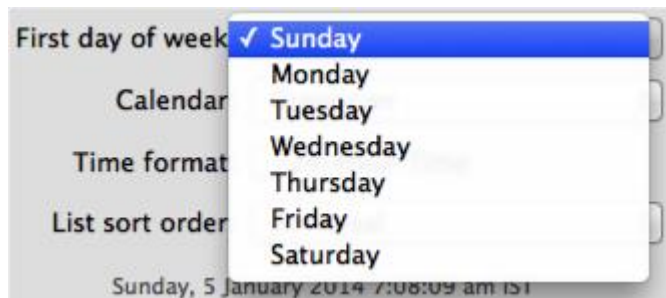 First day of week ✓ Sunday
Monday
Calendar
Tuesday
Wednesday
Time format
Thursday
List sort order
Friday
Saturday
Sunday, 5 January 2014 7:08:09 am IST